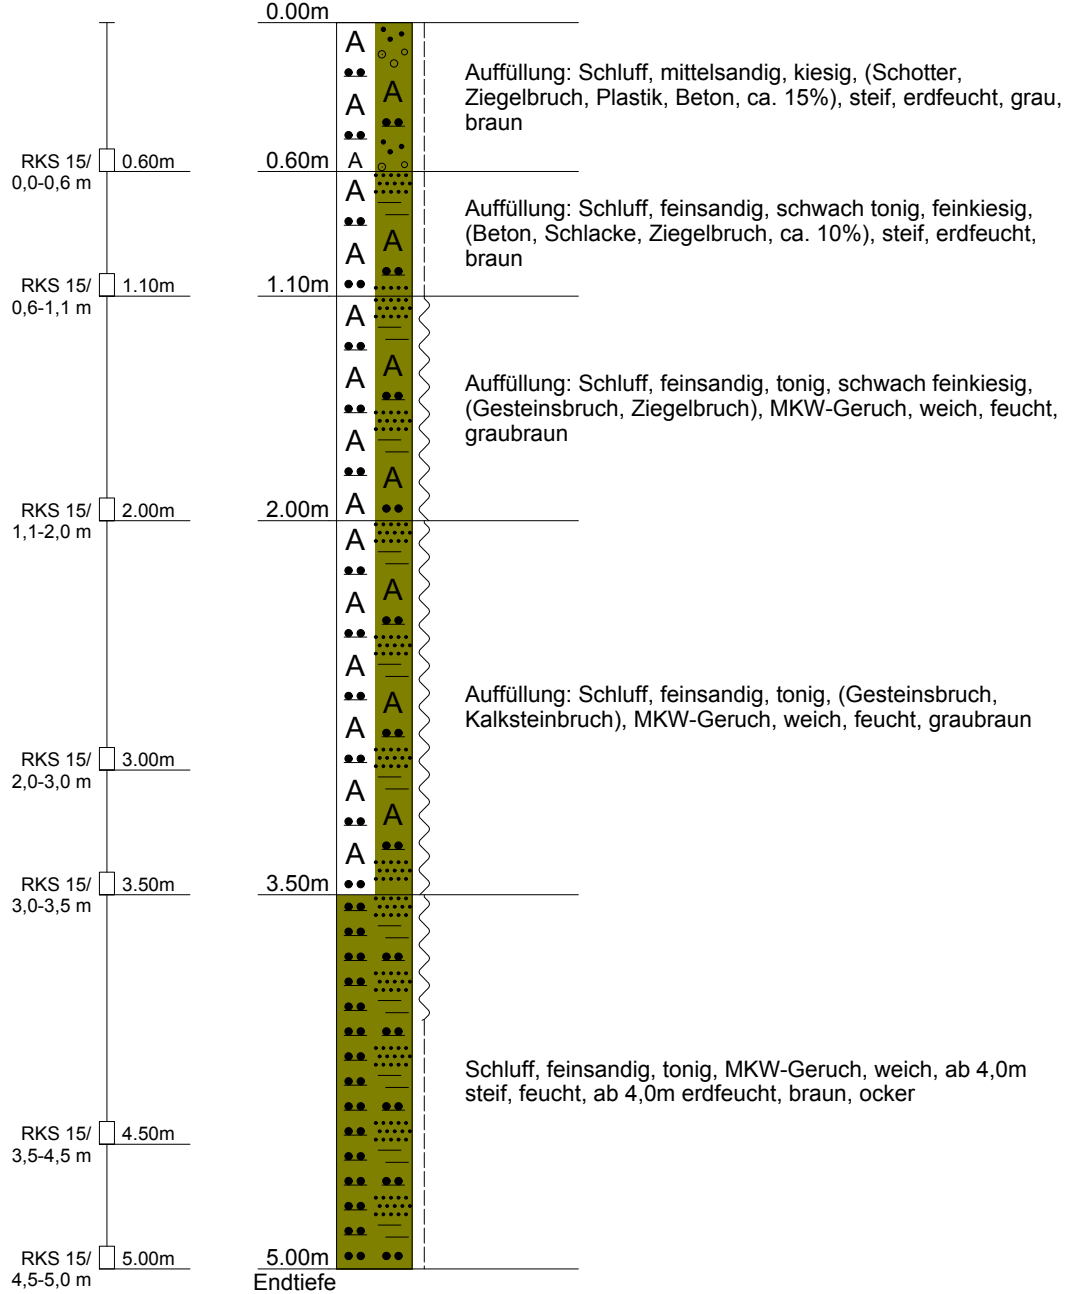 0.00m
A
A
A
A
Auffüllung: Schluff, mittelsandig, kiesig, (Schotter,
Ziegelbruch, Plastik, Beton, ca. 15%), steif, erdfeucht, grau,
braun
RKS 15/ 0.60m
0,0-0,6 m
0.60m
A
A
A
Auffüllung: Schluff, feinsandig, schwach tonig, feinkiesig,
(Beton, Schlacke, Ziegelbruch, ca. 10%), steif, erdfeucht,
braun
RKS 15/ 1.10m
0,6-1,1 m
1.10m
A
A
A
A
A
A
Auffüllung: Schluff, feinsandig, tonig, schwach feinkiesig,
(Gesteinsbruch, Ziegelbruch), MKW-Geruch, weich, feucht,
graubraun
RKS 15/ 2.00m
1,1-2,0 m
2.00m
A
A
A
A
A
A
A
A
A
Auffüllung: Schluff, feinsandig, tonig, (Gesteinsbruch,
Kalksteinbruch), MKW-Geruch, weich, feucht, graubraun
RKS 15/ 3.00m
2,0-3,0 m
RKS 15/ 3.50m
3,0-3,5 m
3.50m
Schluff, feinsandig, tonig, MKW-Geruch, weich, ab 4,0m
steif, feucht, ab 4,0m erdfeucht, braun, ocker
RKS 15/ 4.50m
3,5-4,5 m
RKS 15/ 5.00m
4,5-5,0 m
5.00m
Endtiefe